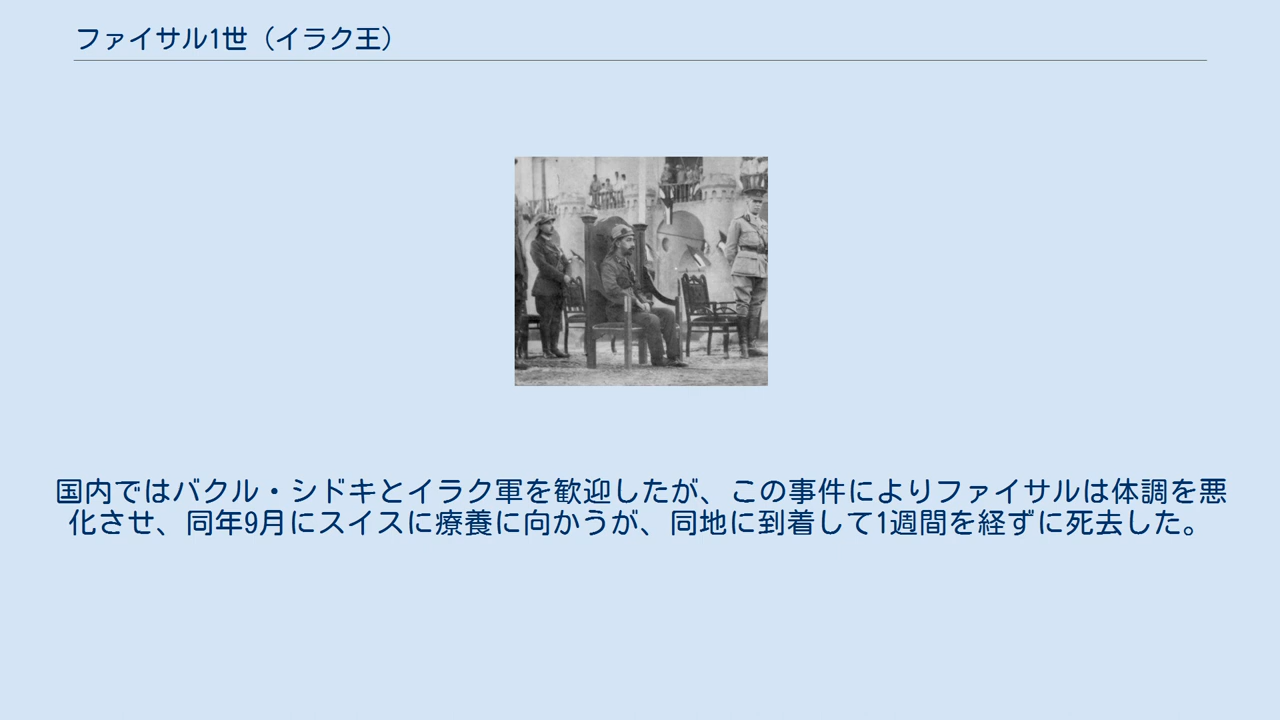 ファイサル1世（イラク王）
国内ではバクル・シドキとイラク軍を歓迎したが、この事件によりファイサルは体調を悪
化させ、同年9月にスイスに療養に向かうが、同地に到着して1週間を経ずに死去した。